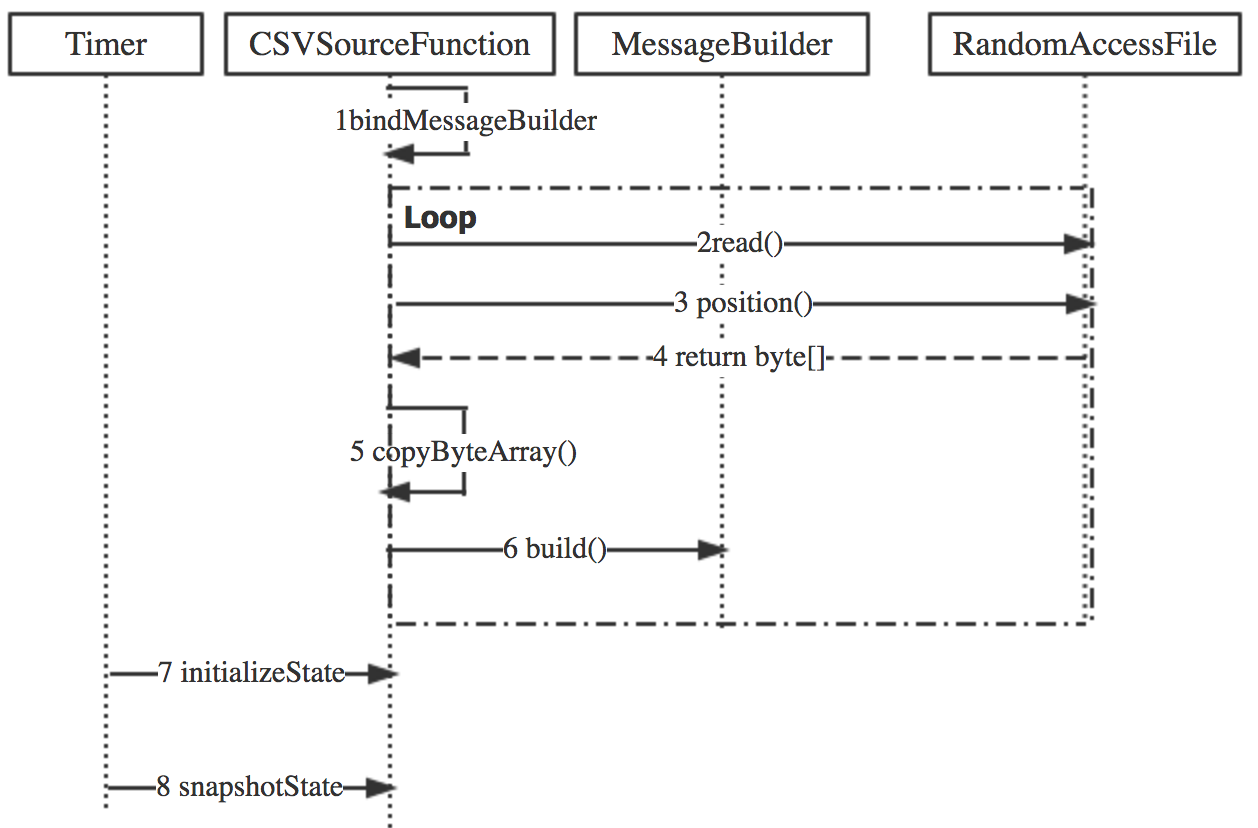 Timer
CSVSourceFunction
MessageBuilder
RandomAccessFile
1bindMessageBuilder
Loop
2read()
3 position()
4 return byte[]
5 copyByteArray()
6 build()
7 initializeState
8 snapshotState